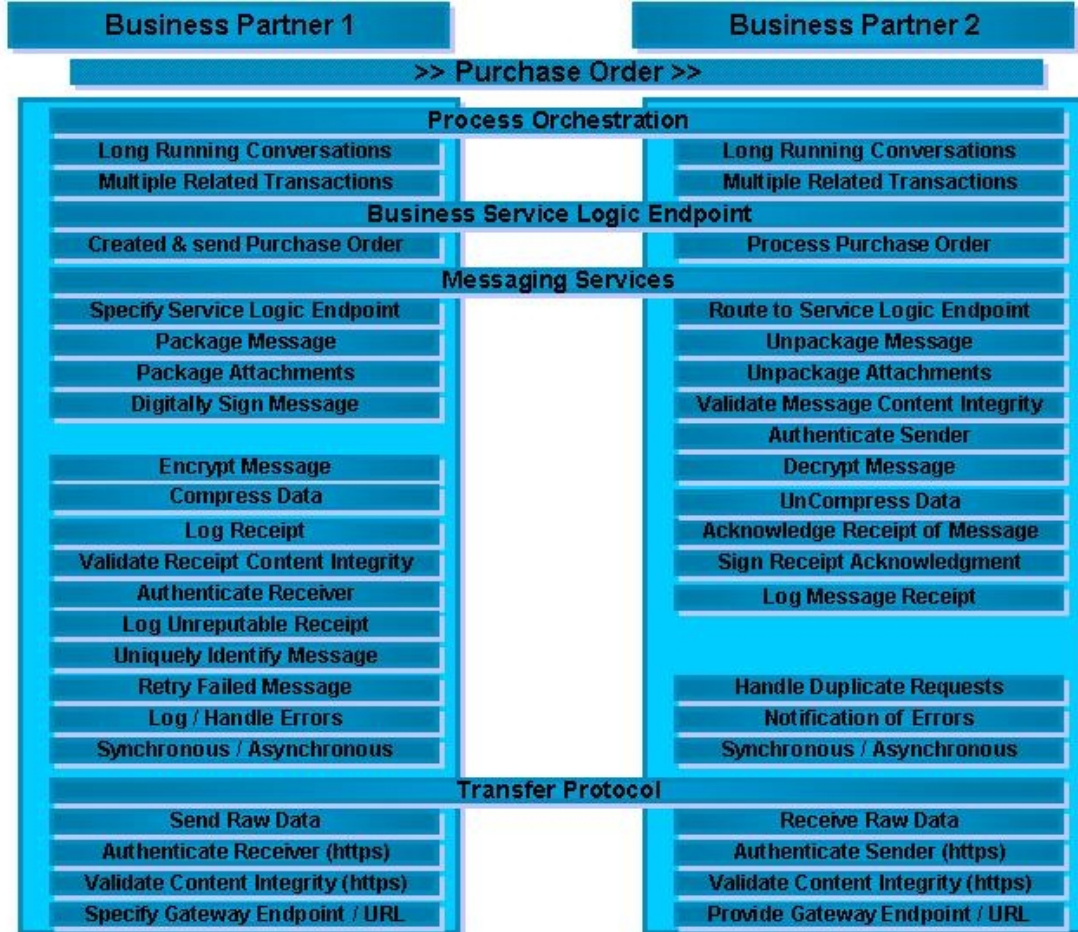 Business Partner 1
Business Partner 2
>> Purchase Order >>
Process Orchestration
Long Running Conversations
Long Running Conversations
Multiple Related Transactions
Multiple Related Transactions
Business Service Logic Endpoint
Created & send Purchase Order
Process Purchase Order
Messaging Services
Specify Service Logic Endpoint
Route to Service Logic Endpoint
Package Message
Unpackage Message
Package Attachments
Unpackage Attachments
Digitally Sign Message
Validate Message Content Integrity
Authenticate Sender
Encrypt Message
Decrypt Message
Compress Data
UnCompress Data
Log Receipt
Acknowledge Receipt of Message
Validate Receipt Content Integrity
Sign Receipt Acknowledgment
Authenticate Receiver
Log Message Receipt
Log Unreputable Receipt
Uniquely Identify Message
Retry Failed Message
Handle Duplicate Requests
Log / Handle Errors
Notification of Errors
Synchronous / Asynchronous
Synchronous / Asynchronous
Transfer Protocol
Send Raw Data
Receive Raw Data
Authenticate Receiver (https)
Authenticate Sender (https)
Validate Content Integrity (https)
Validate Content Integrity (https)
Specify Gateway Endpoint / URL
Provide Gateway Endpoint / URL